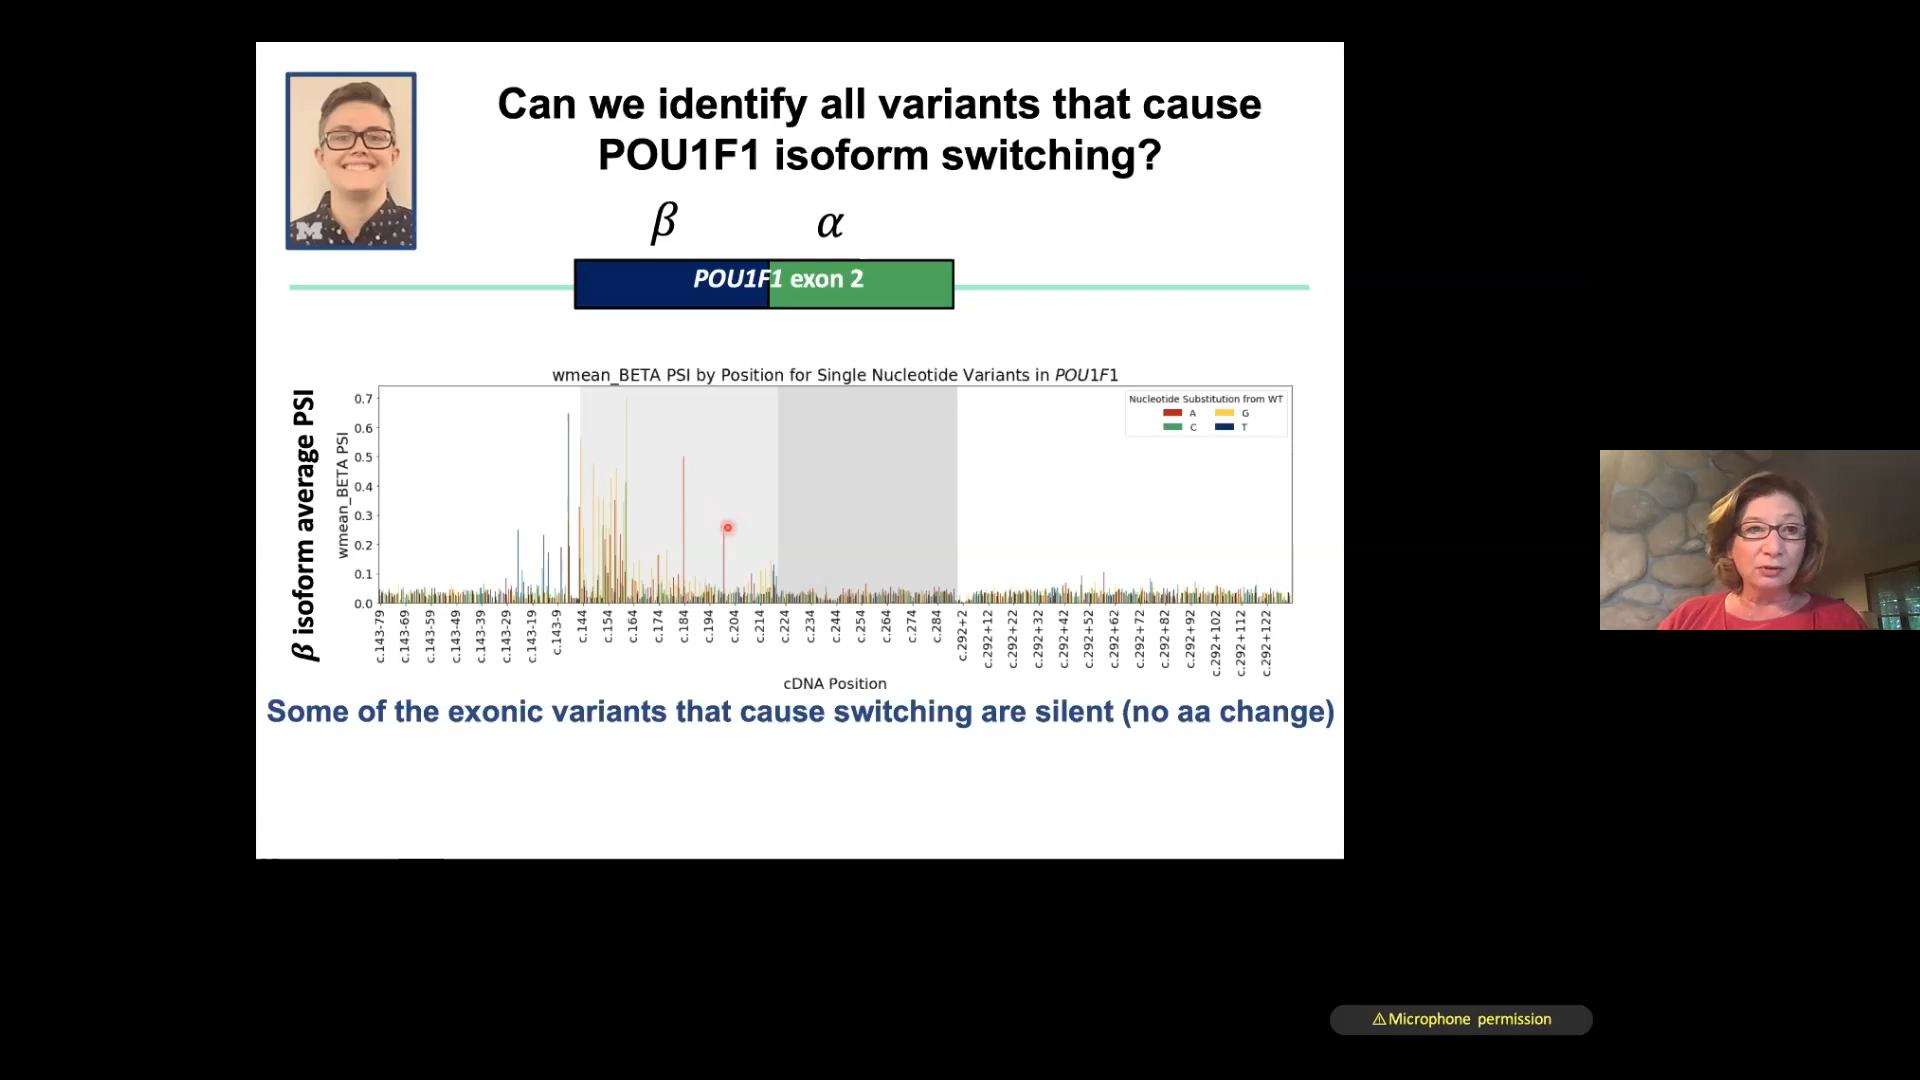 Can we identify all variants that cause
POU1F1 isoform switching?
β
α
M
POU1F1 exon 2
β isoform average PSI
wmean_BETA PSI by Position for Single Nucleotide Variants in POU1F1
wmean_BETA PSI
0.7
0.6
0.5
0.4
0.3
0.2
0.1
0.0
Nucleotide Substitution from WT
A G
C T
c.143-79
c.143-69
c.143-59
c.143-49
c.143-39
c.143-29
c.143-19
c.143-9
c.144
c.154
c.164
c.174
c.184
c.194
c.204
c.214
c.224
c.234
c.244
c.254
c.264
c.274
c.284
c.292+2
c.292+12
c.292+22
c.292+32
c.292+42
c.292+52
c.292+62
c.292+72
c.292+82
c.292+92
c.292+102
c.292+112
c.292+122
cDNA Position
Some of the exonic variants that cause switching are silent (no aa change)
⚠Microphone permission